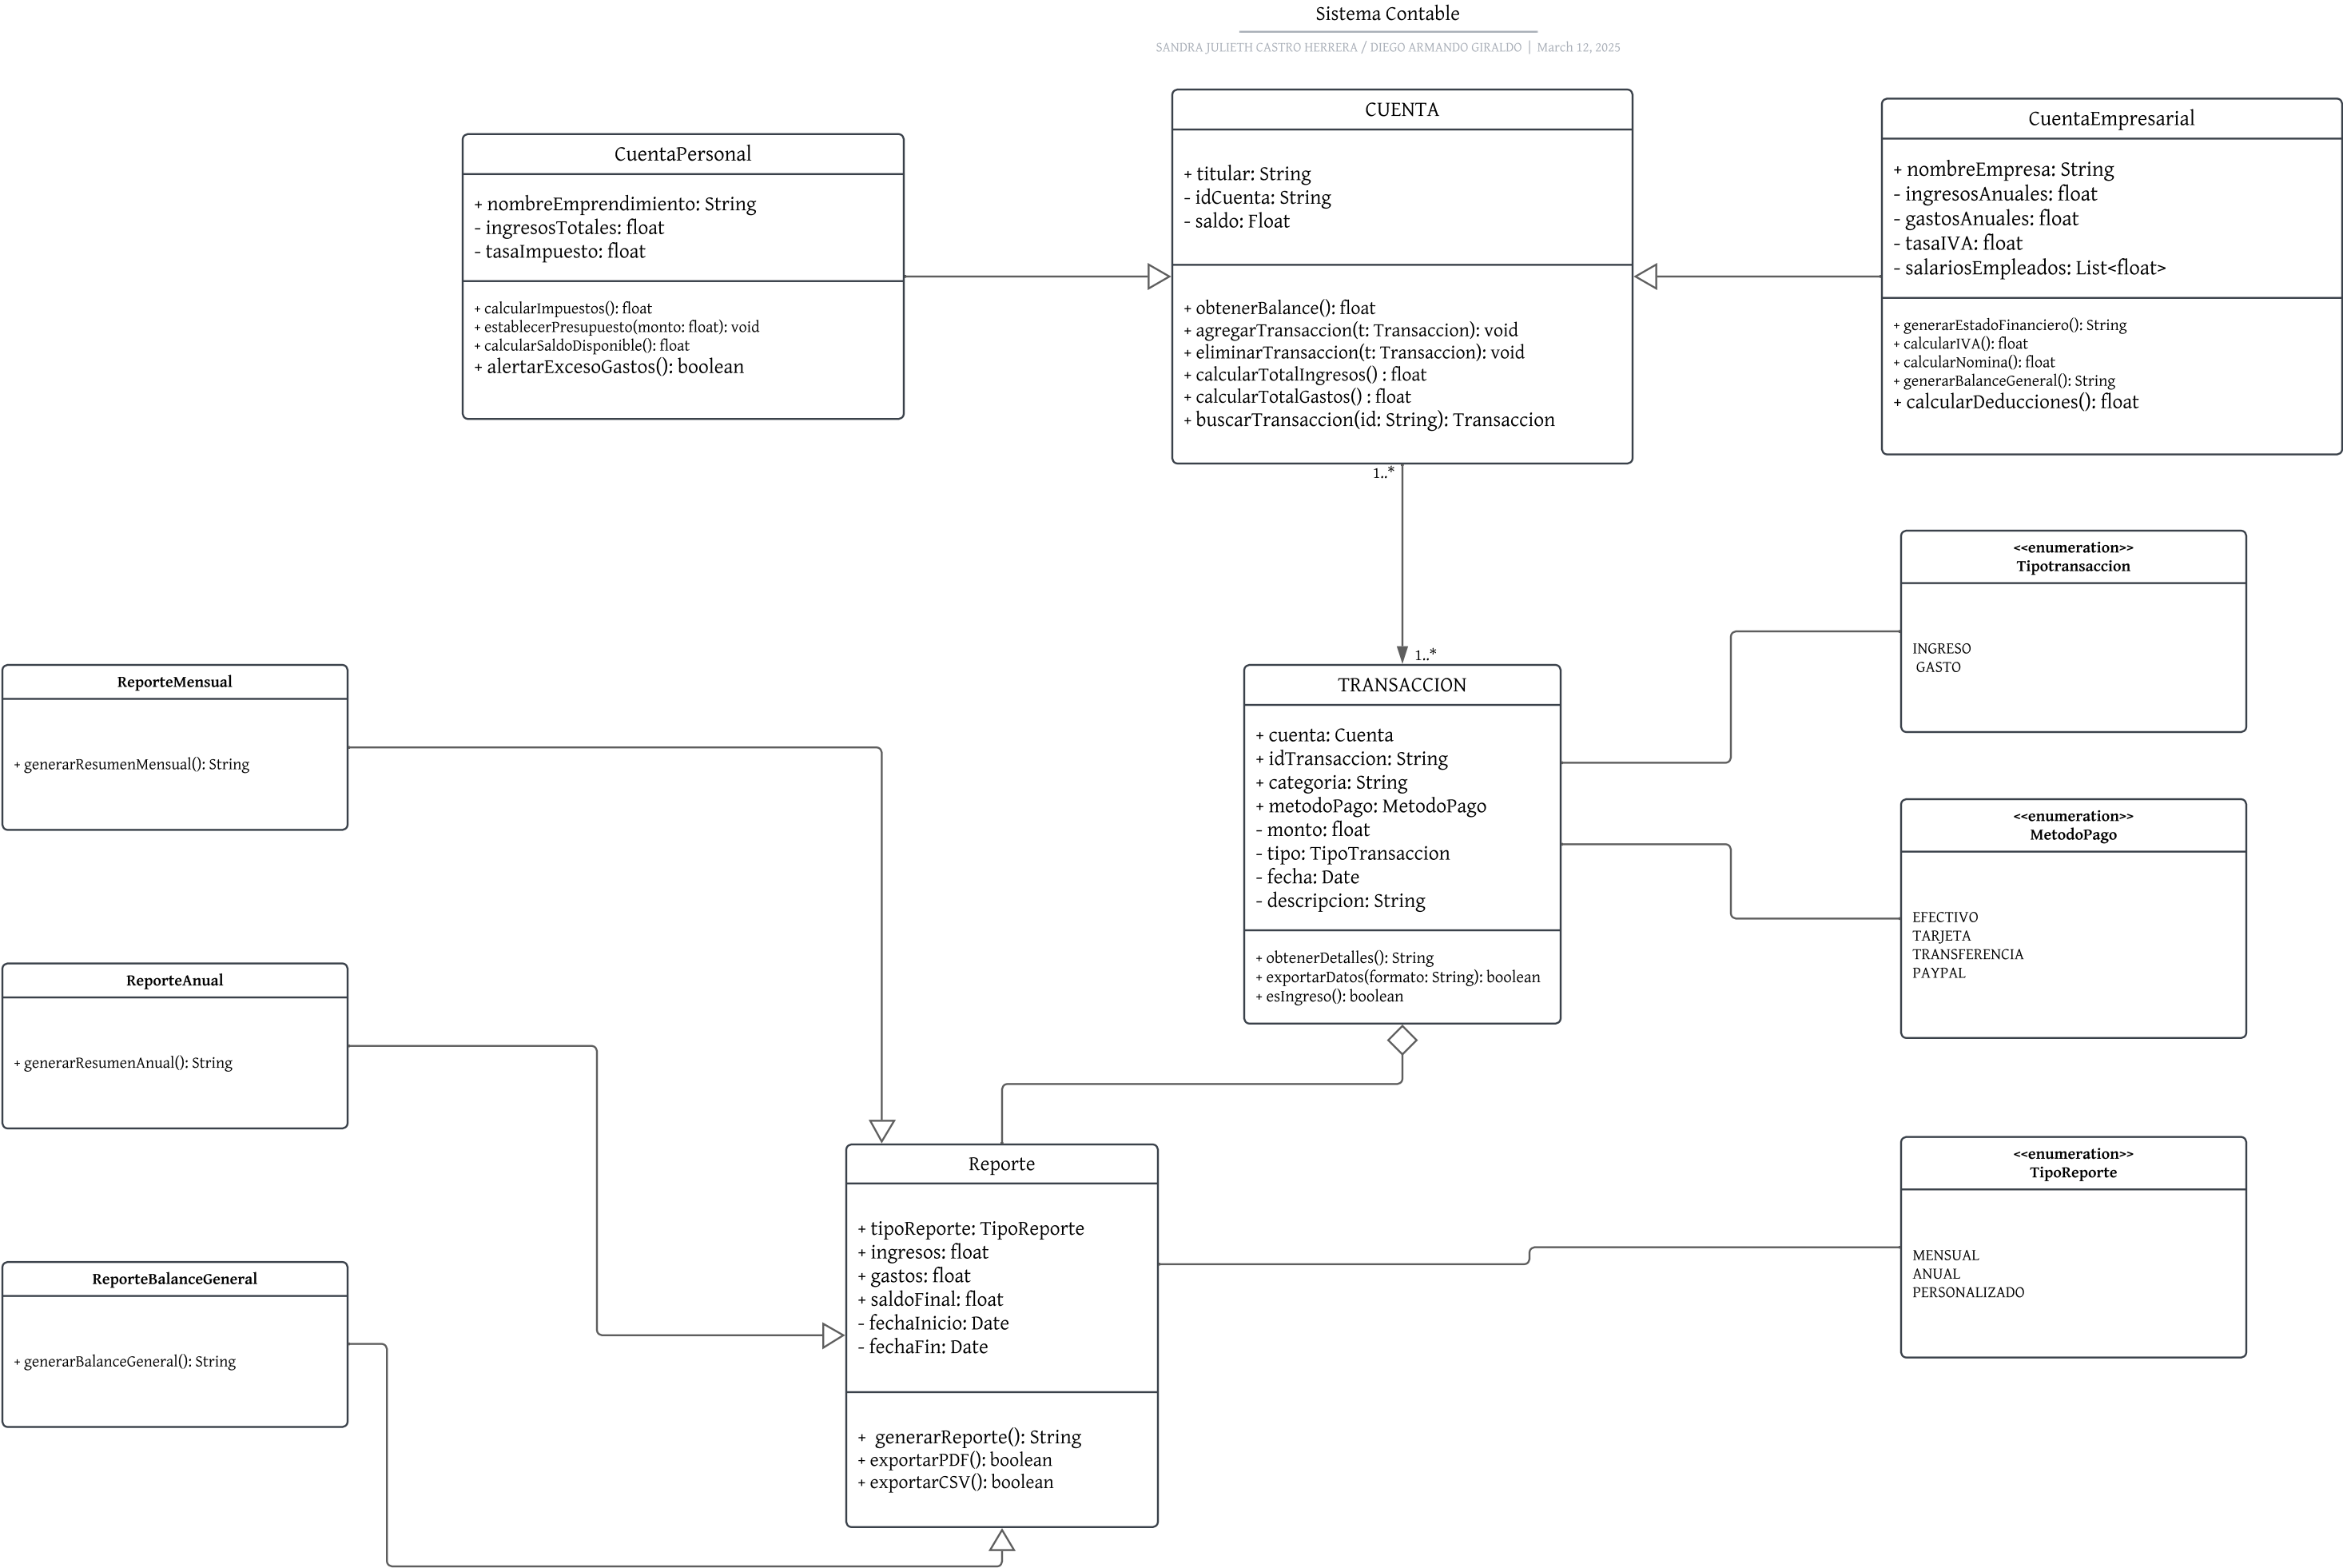 Sistema Contable
SANDRA JULIETH CASTRO HERRERA / DIEGO ARMANDO GIRALDO | March 12, 2025
CuentaPersonal
+ nombreEmprendimiento: String
- ingresosTotales: float
- tasaImpuesto: float
+ calcularImpuestos(): float
+ establecerPresupuesto(monto: float): void
+ calcularSaldoDisponible(): float
+ alertarExcesoGastos(): boolean
CUENTA
+ titular: String
- idCuenta: String
- saldo: Float
+ obtenerBalance(): float
+ agregarTransaccion(t: Transaccion): void
+ eliminarTransaccion(t: Transaccion): void
+ calcularTotalIngresos() : float
+ calcularTotalGastos() : float
+ buscarTransaccion(id: String): Transaccion
CuentaEmpresarial
+ nombreEmpresa: String
- ingresosAnuales: float
- gastosAnuales: float
- tasaIVA: float
- salariosEmpleados: List<float>
+ generarEstadoFinanciero(): String
+ calcularIVA(): float
+ calcularNomina(): float
+ generarBalanceGeneral(): String
+ calcularDeducciones(): float
1..*
1..*
<<enumeration>>
Tipotransaccion
INGRESO
GASTO
TRANSACCION
+ cuenta: Cuenta
+ idTransaccion: String
+ categoria: String
+ metodoPago: MetodoPago
- monto: float
- tipo: TipoTransaccion
- fecha: Date
- descripcion: String
+ obtenerDetalles(): String
+ exportarDatos(formato: String): boolean
+ esIngreso(): boolean
<<enumeration>>
MetodoPago
EFECTIVO
TARJETA
TRANSFERENCIA
PAYPAL
ReporteMensual
+ generarResumenMensual(): String
ReporteAnual
+ generarResumenAnual(): String
ReporteBalanceGeneral
+ generarBalanceGeneral(): String
Reporte
+ tipoReporte: TipoReporte
+ ingresos: float
+ gastos: float
+ saldoFinal: float
- fechaInicio: Date
- fechaFin: Date
+ generarReporte(): String
+ exportarPDF(): boolean
+ exportarCSV(): boolean
<<enumeration>>
TipoReporte
MENSUAL
ANUAL
PERSONALIZADO